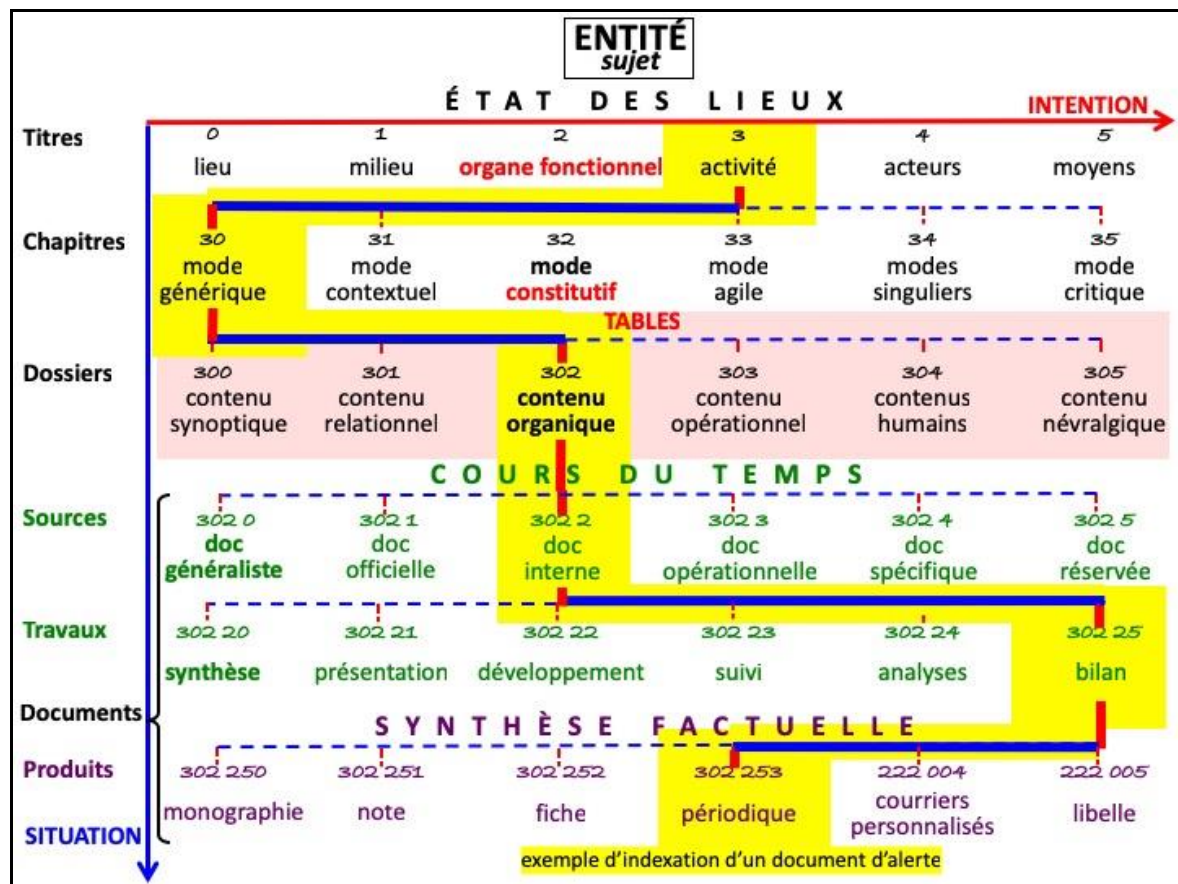 ENTITÉ
sujet
ÉTAT DES LIEUX
INTENTION
Titres
0 1 2 3 4 5
lieu milieu organe fonctionnel activité acteurs moyens
Chapitres
30 31 32 33 34 35
mode mode mode mode modes mode
générique contextuel constitutif agile singuliers critique
TABLES
Dossiers
300 301 302 303 304 305
contenu contenu contenu contenu contenus contenu
synoptique relationnel organique opérationnel humains névralgique
COURS DU TEMPS
Sources
302 0 302 1 302 2 302 3 302 4 302 5
doc doc doc doc doc doc
généraliste officielle interne opérationnelle spécifique réservée
Travaux
302 20 302 21 302 22 302 23 302 24 302 25
synthèse présentation développement suivi analyses bilan
Documents
SYNTHÈSE FACTUELLE
Produits
302 250 302 251 302 252 302 253 222 004 222 005
monographie note fiche périodique courriers personnalisés libelle
SITUATION
exemple d'indexation d'un document d'alerte